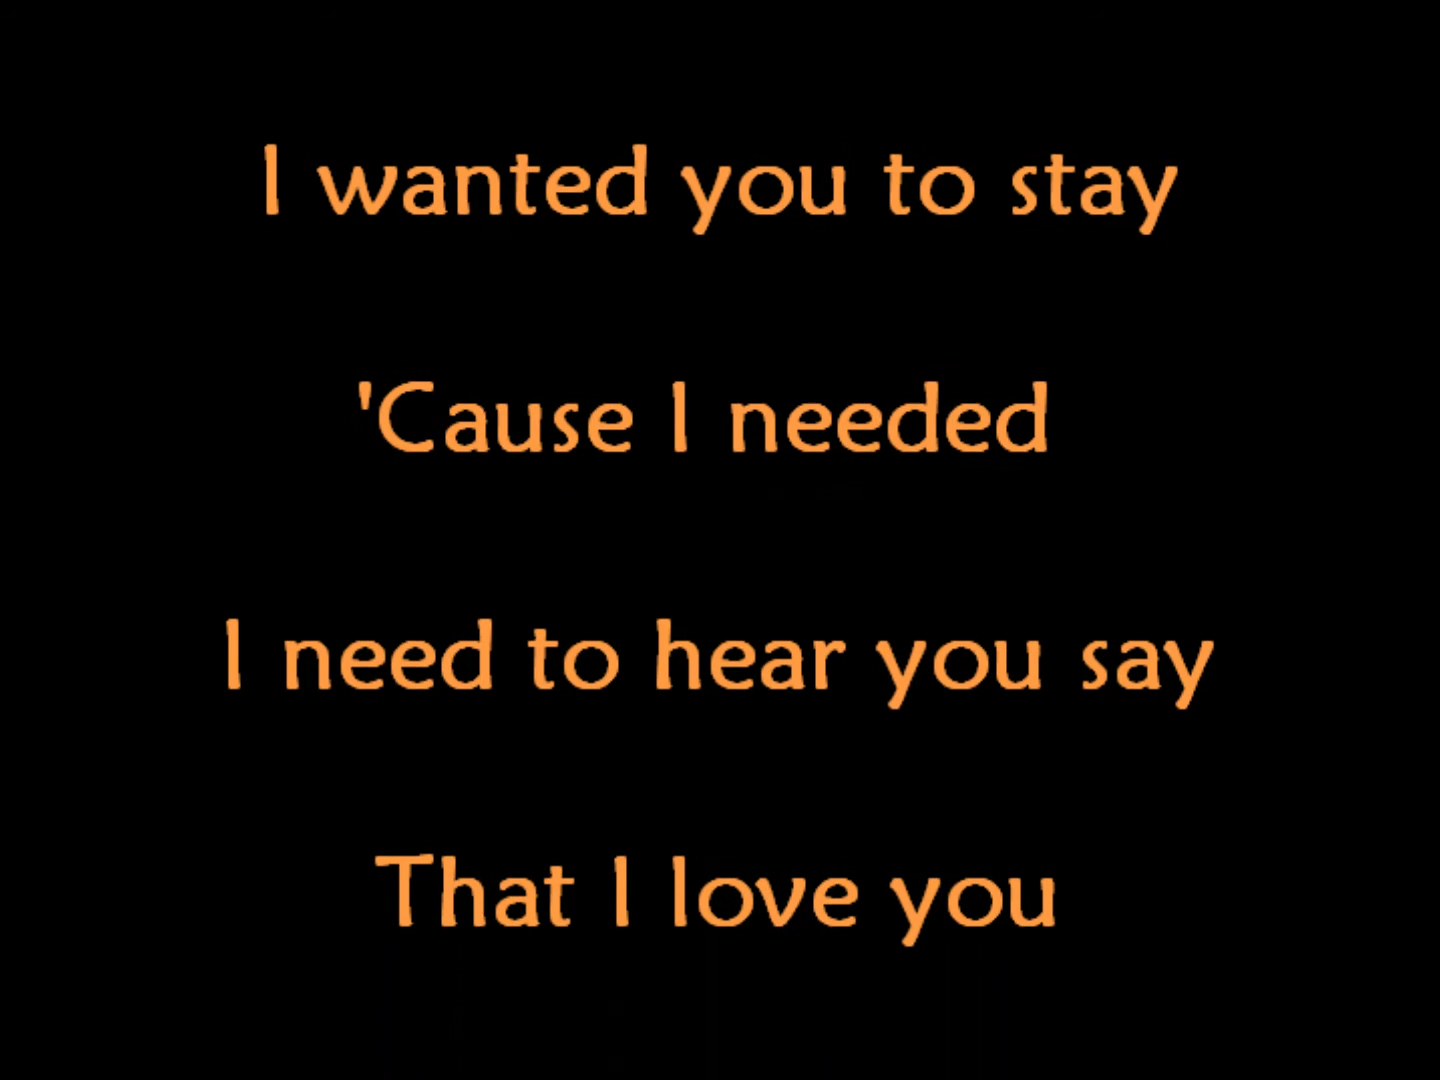 I wanted you to stay
'Cause I needed
I need to hear you say
That I love you